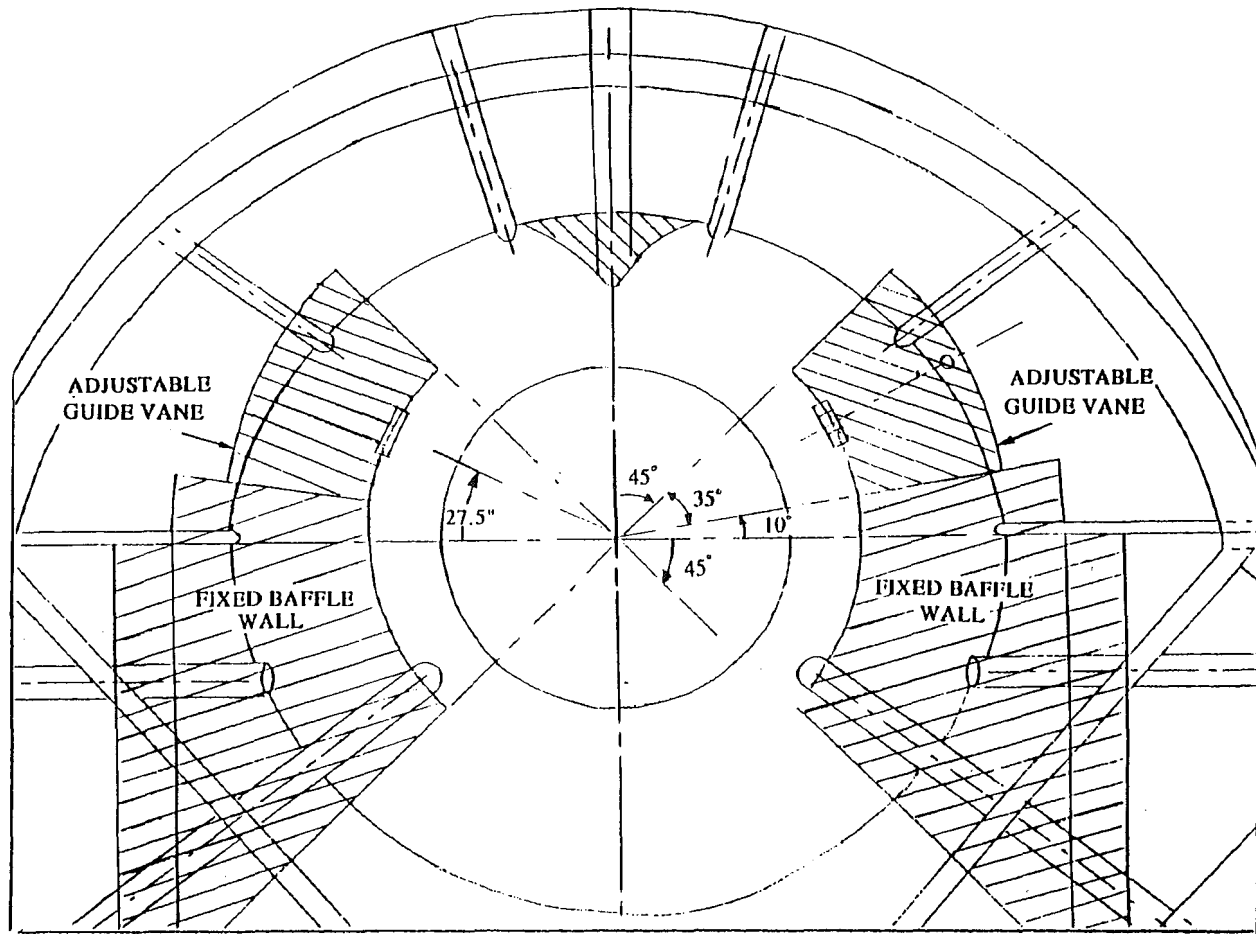 ADJUSTABLE
GUIDE VANE
ADJUSTABLE
GUIDE VANE
45°
35°
27.5"
10°
45°
FIXED BAFFLE
WALL
FIXED BAFFLE
WALL